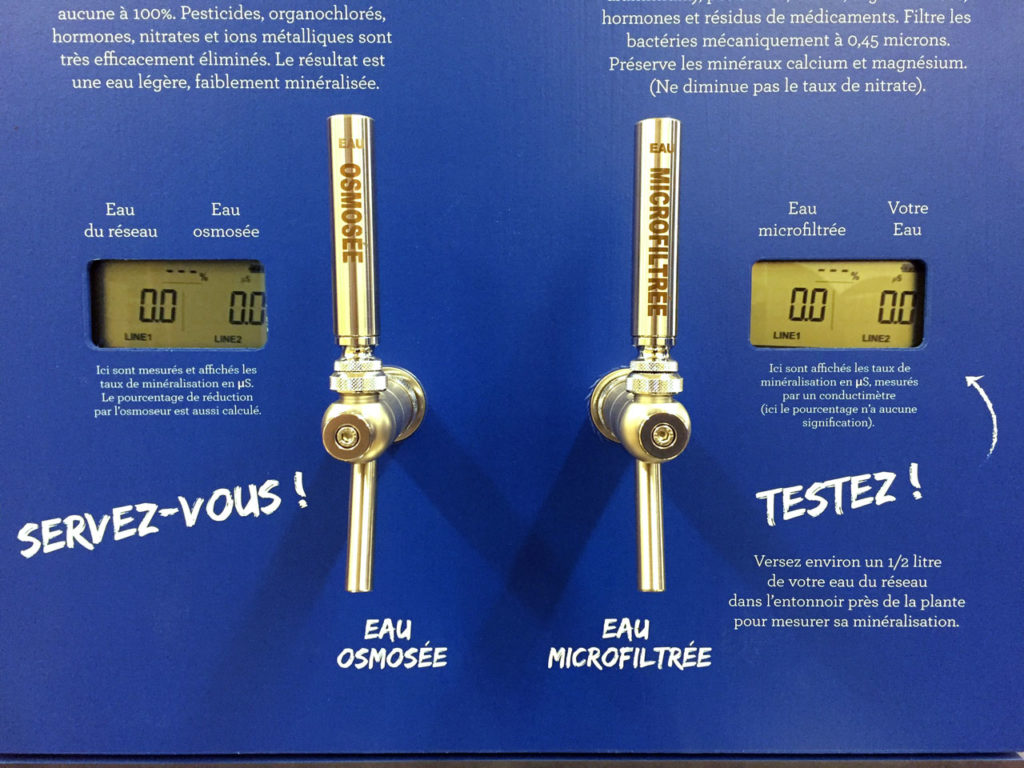 aucune à 100%. Pesticides, organochlorés,
hormones, nitrates et ions métalliques sont
très efficacement éliminés. Le résultat est
une eau légère, faiblement minéralisée.
hormones et résidus de médicaments. Filtre les
bactéries mécaniquement à 0,45 microns.
Préserve les minéraux calcium et magnésium.
(Ne diminue pas le taux de nitrate).
EAU
OSMOSÉE
EAU
MICROFILTRÉE
Eau
du réseau
Eau
osmosée
---%
µS
0.0
0.0
LINE1
LINE2
Ici sont mesurés et affichés les
taux de minéralisation en µS.
Le pourcentage de réduction
par l'osmoseur est aussi calculé.
Eau
microfiltrée
Votre
Eau
---%
µS
0.0
0.0
LINE1
LINE2
Ici sont affichés les taux de
minéralisation en µS, mesurés
par un conductimètre
(ici le pourcentage n'a aucune
signification).
SERVEZ-VOUS !
TESTEZ !
Versez environ un 1/2 litre
de votre eau du réseau
dans l'entonnoir près de la plante
pour mesurer sa minéralisation.
EAU
OSMOSÉE
EAU
MICROFILTRÉE